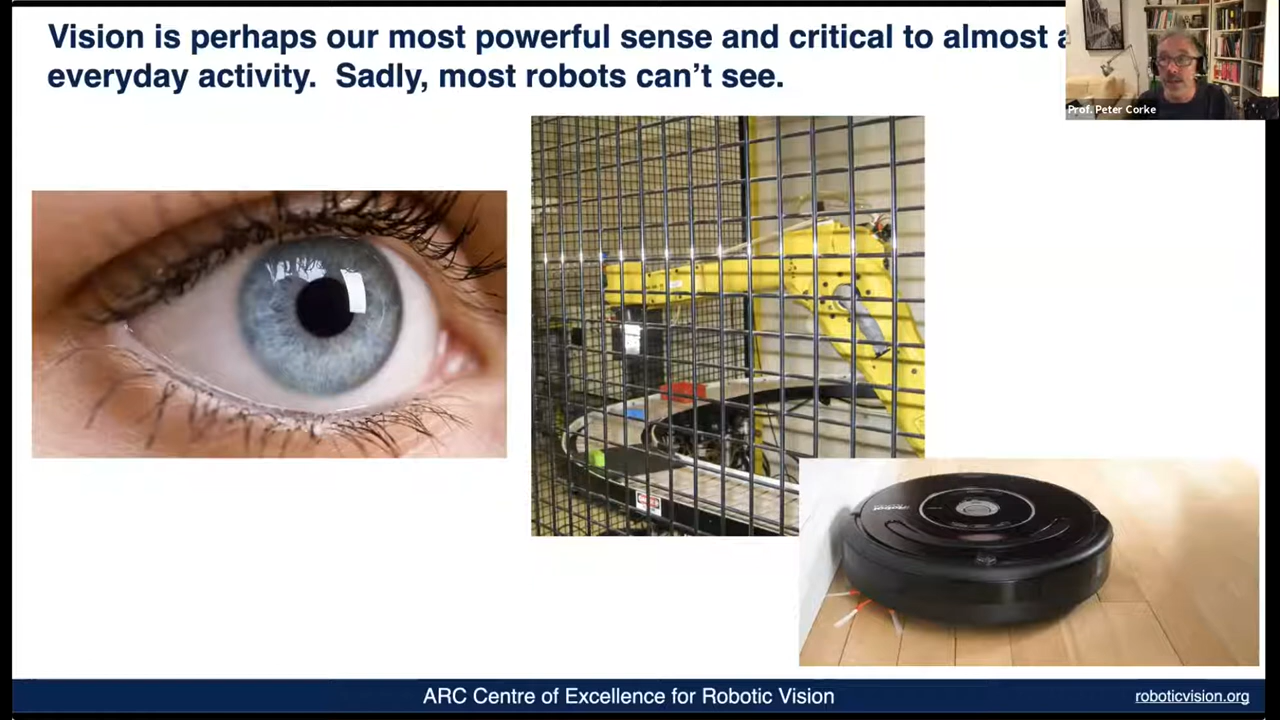 Vision is perhaps our most powerful sense and critical to almost
everyday activity. Sadly, most robots can't see.
Prof. Peter Corke
ARC Centre of Excellence for Robotic Vision
roboticvision.org